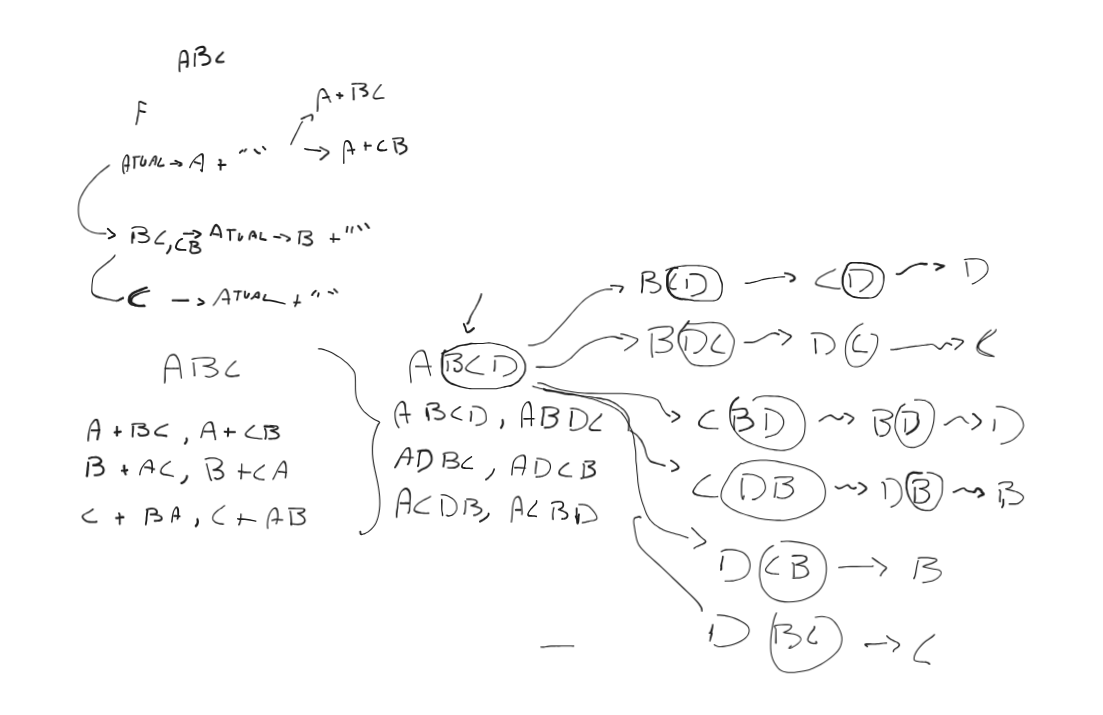 ABC
F
A+BC
ATUAL → A + ""
→ A+CB
BC,CB → ATUAL → B + ""
C → ATUAL + ""
BCD → CD → D
BDC → DC → C
ABC
ABCD
A+BC, A+CB
ABCD, ABDC
CBD → BD → D
B + AC, B+CA
ADBC, ADCB
CDB → DB → B
C + BA, C+AB
ACDB, ACBD
DCB → B
DBC → C